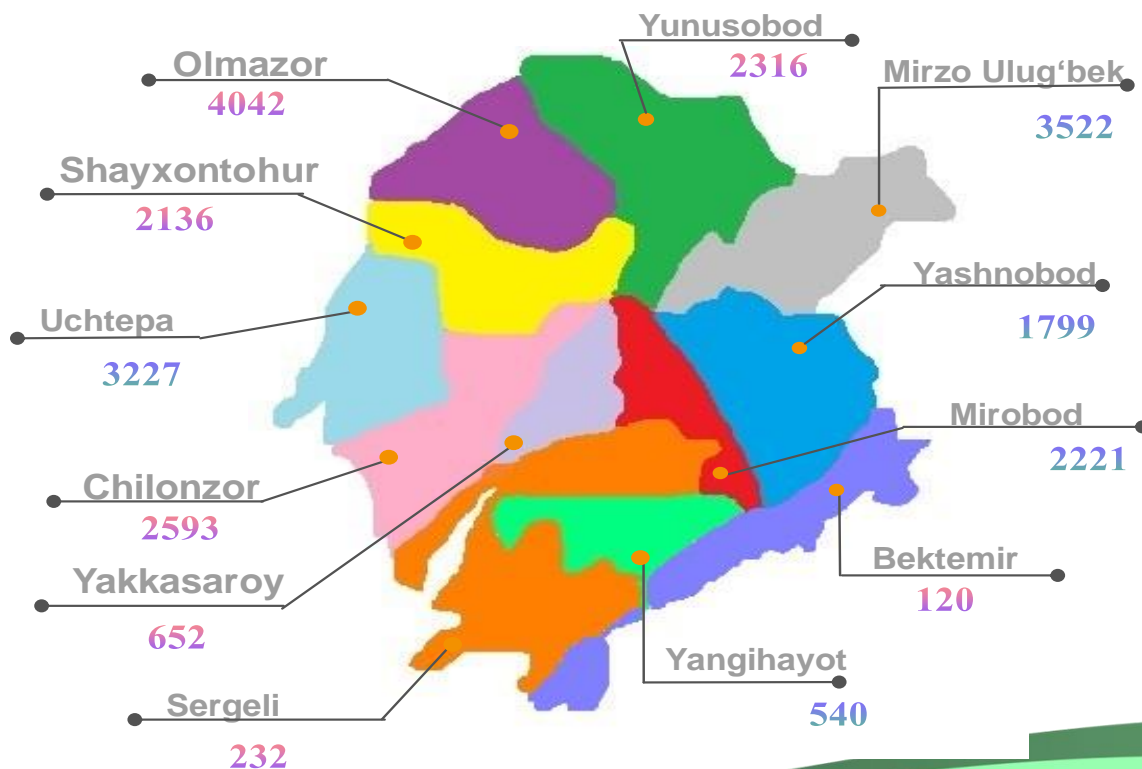 Yunusobod
2316
Olmazor
4042
Mirzo Ulug‘bek
3522
Shayxontohur
2136
Yashnobod
1799
Uchtepa
3227
Mirobod
2221
Chilonzor
2593
Bektemir
120
Yakkasaroy
652
Yangihayot
540
Sergeli
232